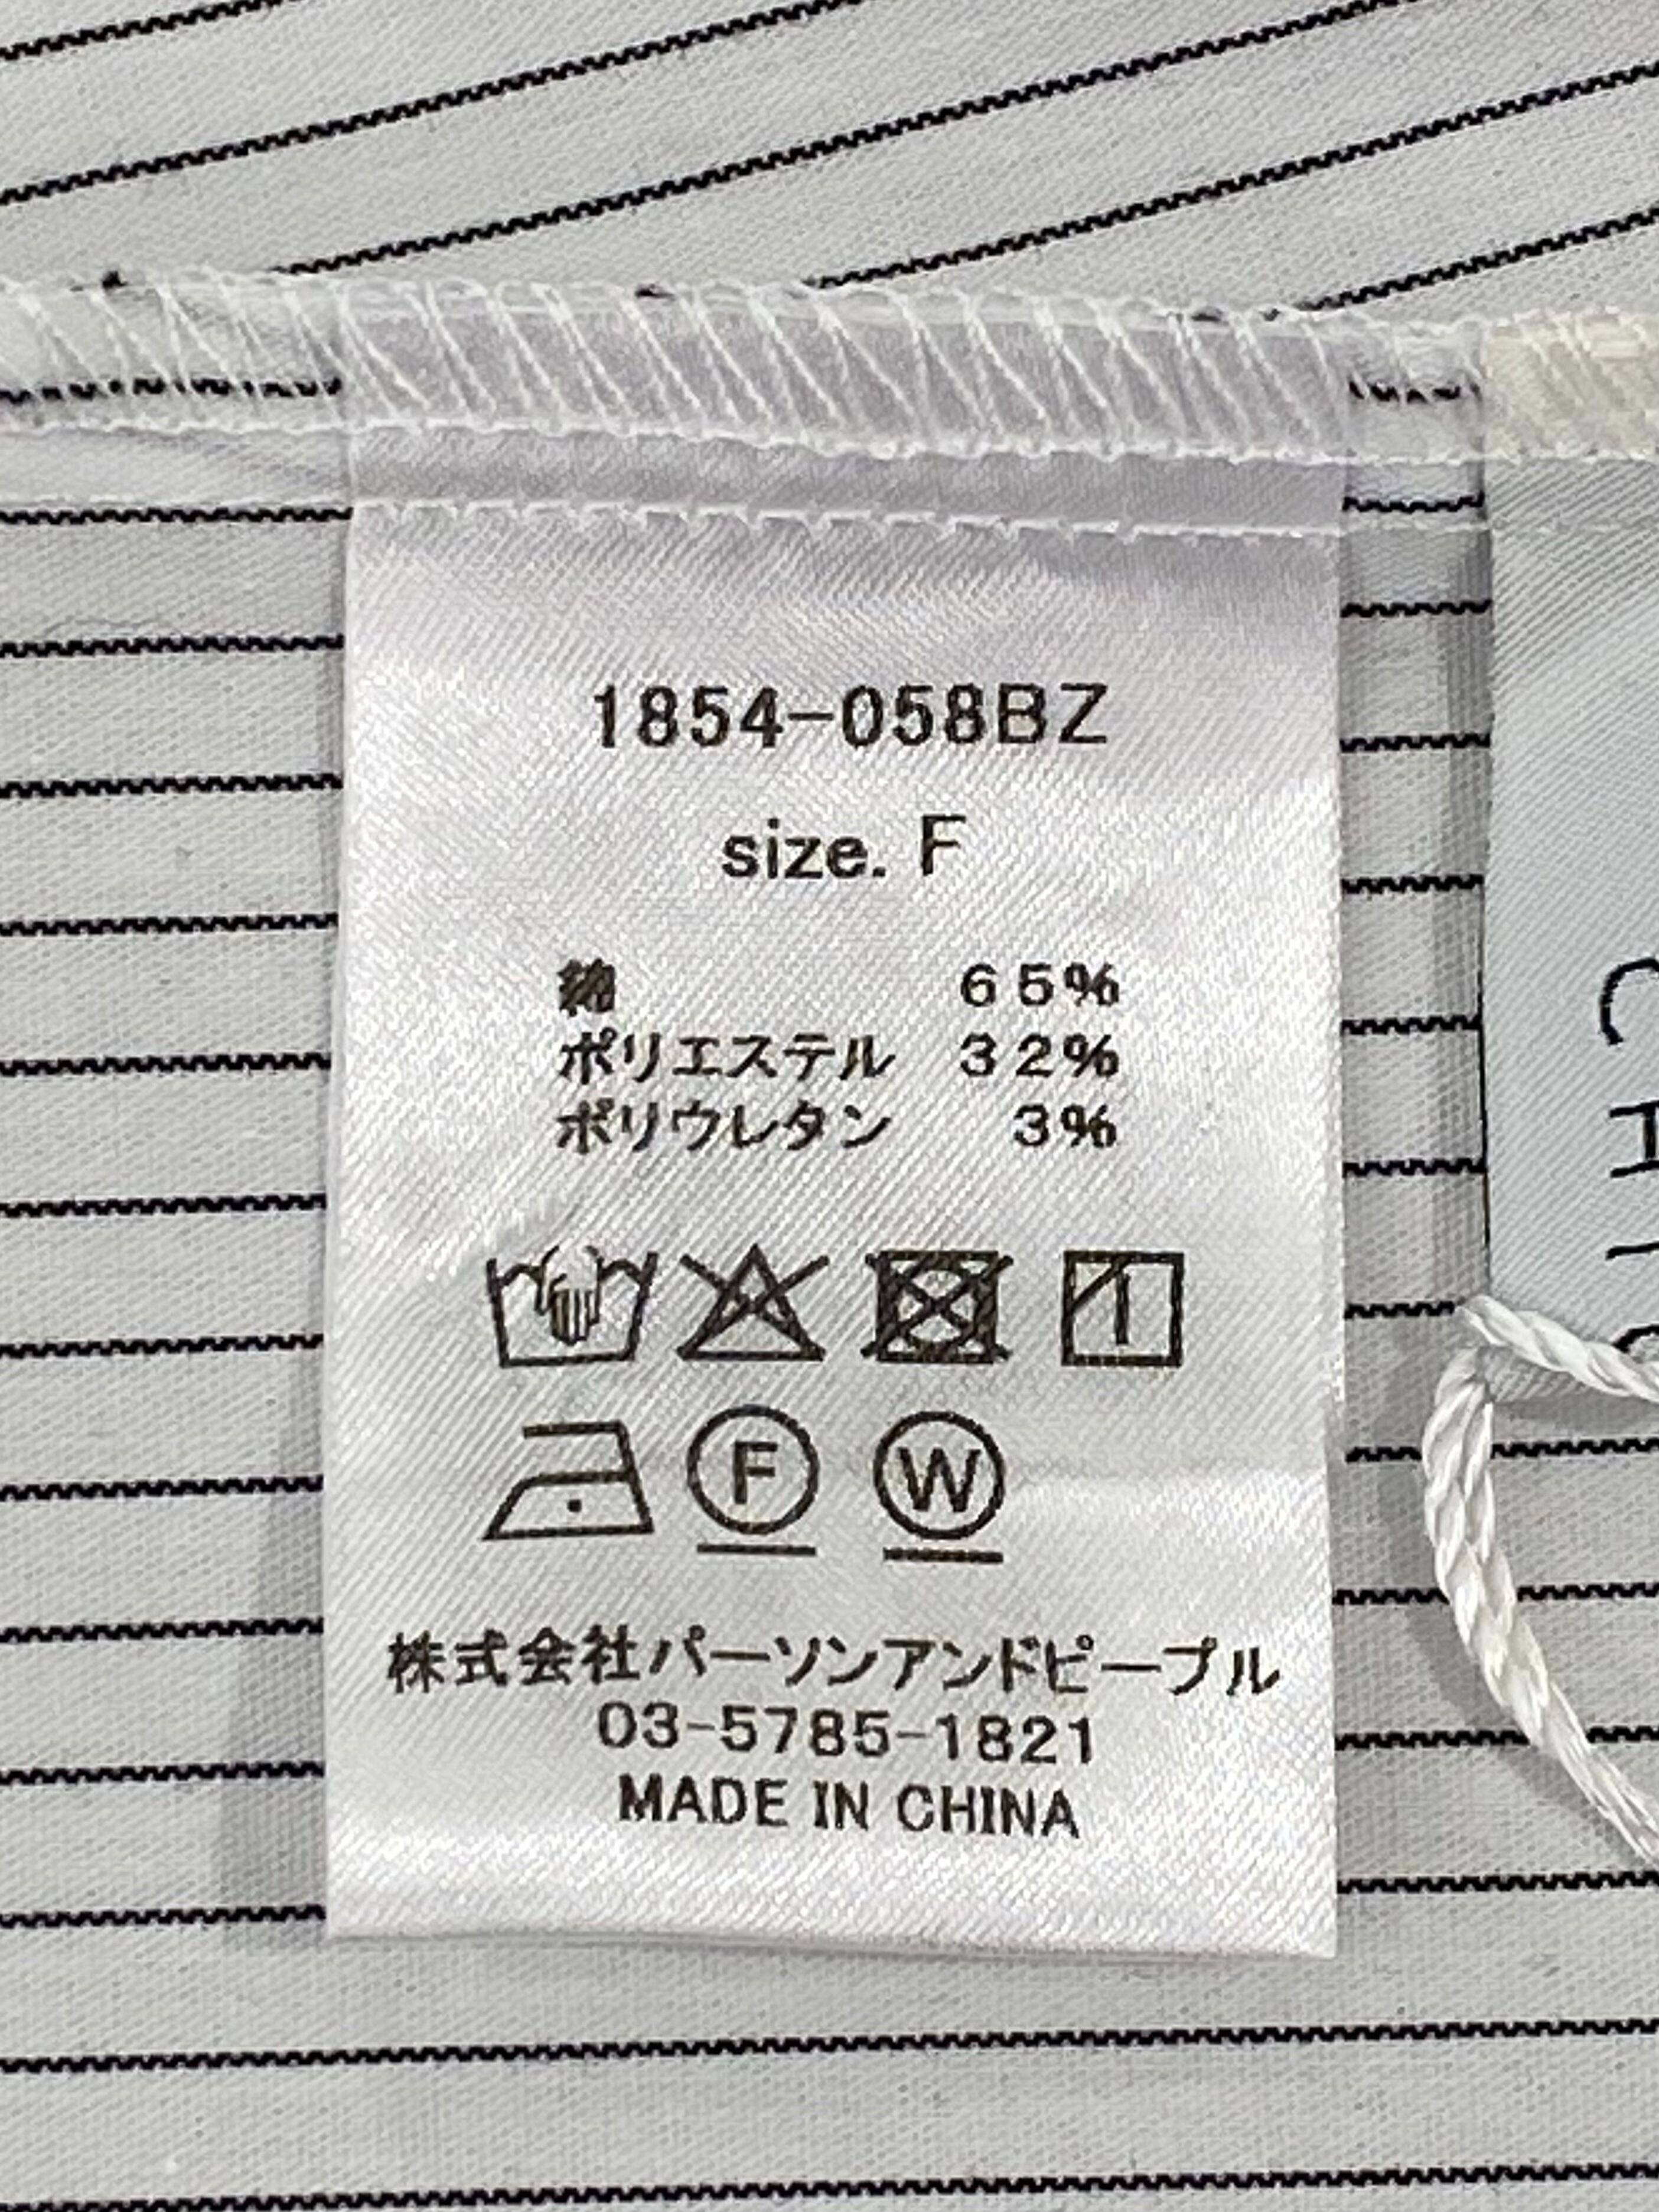 1854-058BZ
size. F
綿 65%
ポリエステル 32%
ポリウレタン 3%
F W
株式会社パーソンアンドピープル
03-5785-1821
MADE IN CHINA